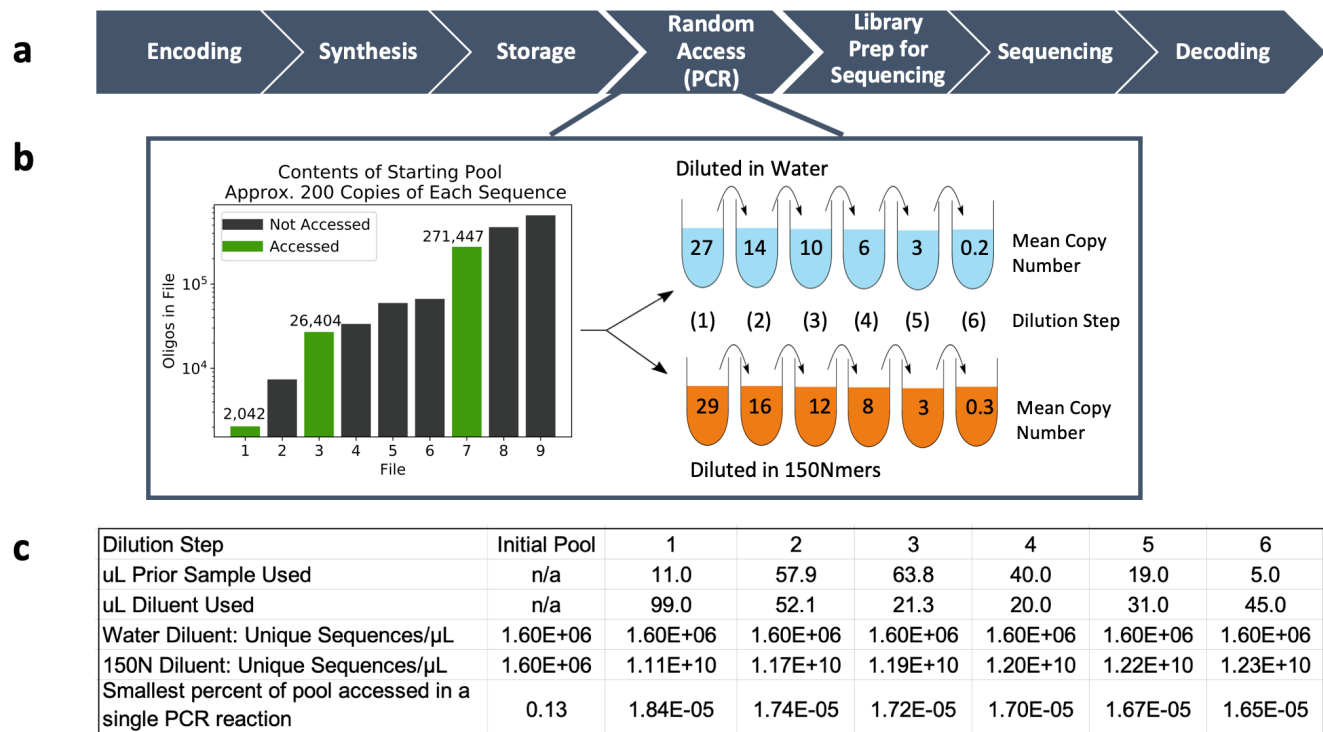 a
Encoding
Synthesis
Storage
Random
Access
(PCR)
Library
Prep for
Sequencing
Sequencing
Decoding
b
Contents of Starting Pool
Approx. 200 Copies of Each Sequence
Not Accessed
Accessed
Oligos in File
10⁵
10⁴
2,042
26,404
271,447
1 2 3 4 5 6 7 8 9
File
Diluted in Water
27 14 10 6 3 0.2
Mean Copy
Number
(1) (2) (3) (4) (5) (6) Dilution Step
29 16 12 8 3 0.3
Mean Copy
Number
Diluted in 150Nmers
c
Dilution Step Initial Pool 1 2 3 4 5 6
uL Prior Sample Used n/a 11.0 57.9 63.8 40.0 19.0 5.0
uL Diluent Used n/a 99.0 52.1 21.3 20.0 31.0 45.0
Water Diluent: Unique Sequences/µL 1.60E+06 1.60E+06 1.60E+06 1.60E+06 1.60E+06 1.60E+06 1.60E+06
150N Diluent: Unique Sequences/µL 1.60E+06 1.11E+10 1.17E+10 1.19E+10 1.20E+10 1.22E+10 1.23E+10
Smallest percent of pool accessed in a
single PCR reaction 0.13 1.84E-05 1.74E-05 1.72E-05 1.70E-05 1.67E-05 1.65E-05